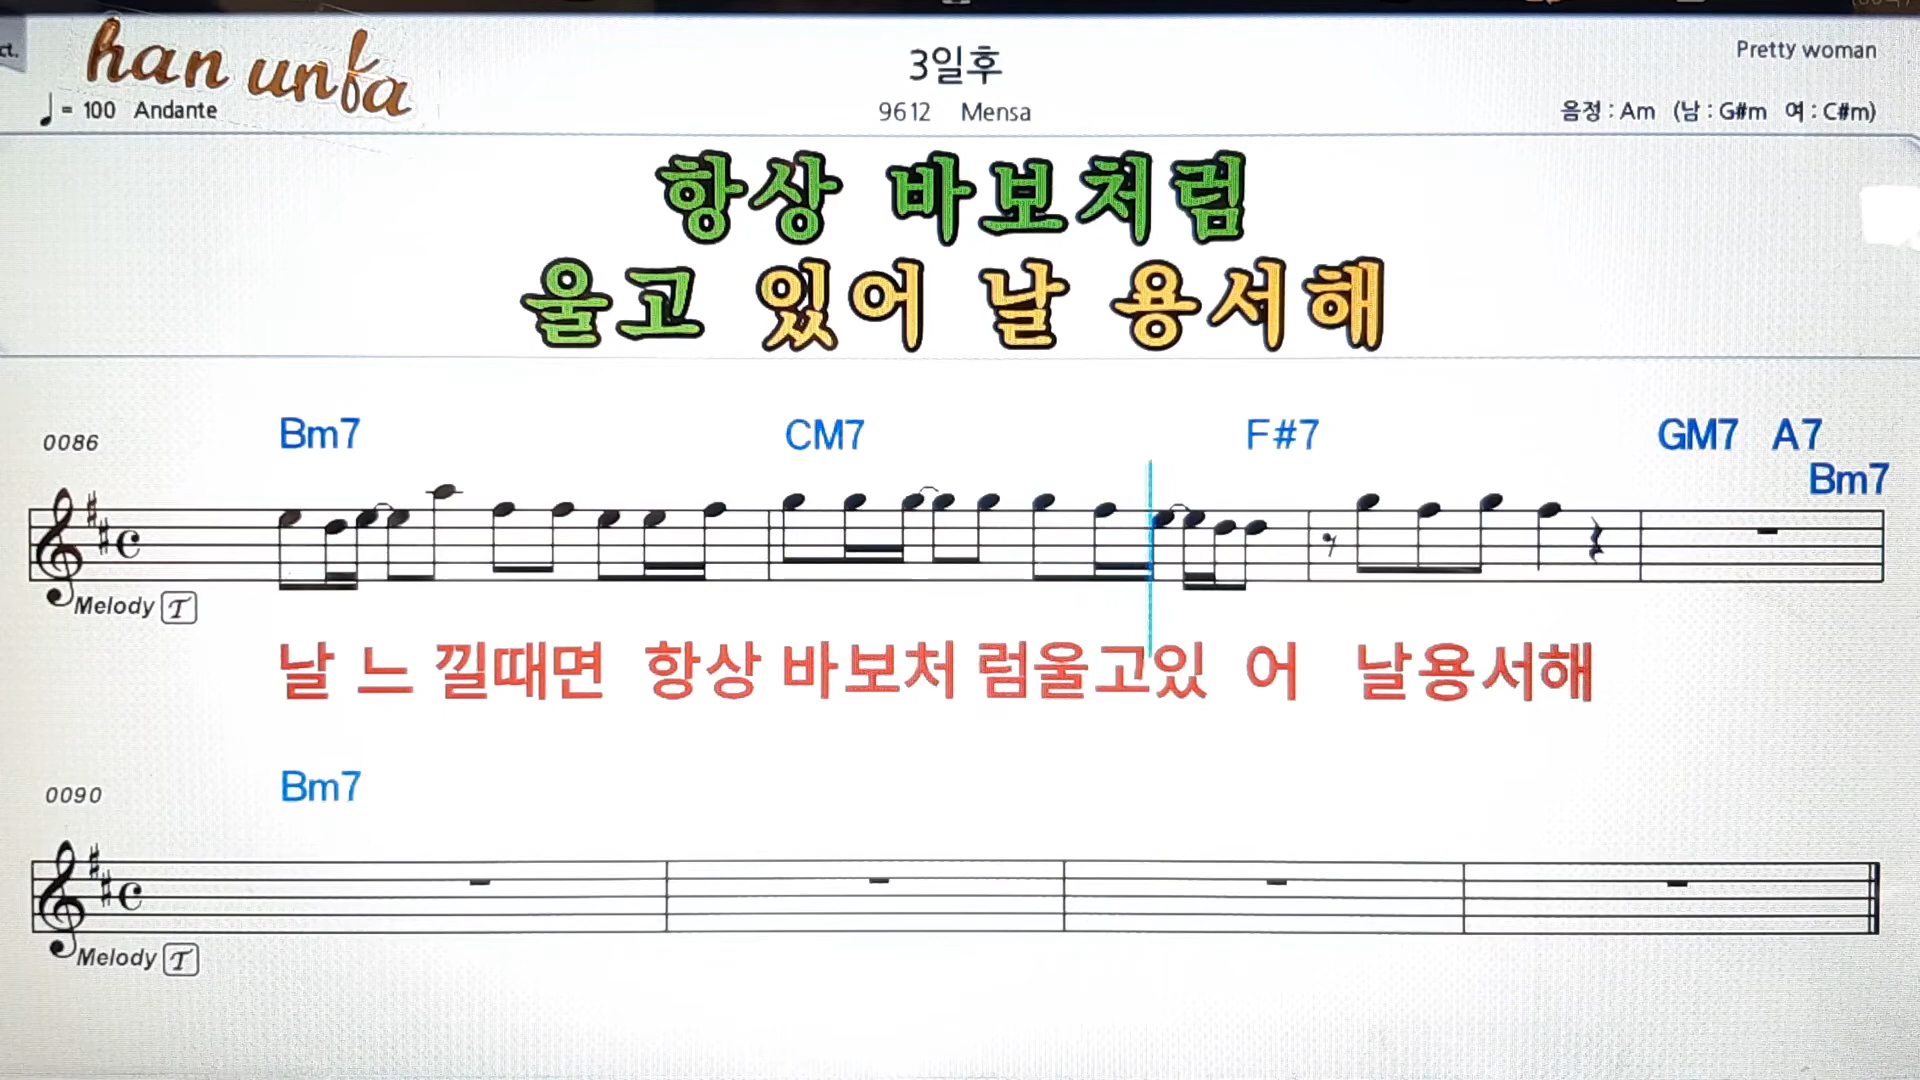 ct.
han unfa
3일후
Pretty woman
= 100 Andante
9612 Mensa
음정 : Am (남 : G#m 여 : C#m)
항상 바보처럼
울고 있어 날 용서해
0086 Bm7 CM7 F#7 GM7 A7
Bm7
Melody T
날 느 낄때면 항상 바보처 럼울고있 어 날용서해
0090 Bm7
Melody T